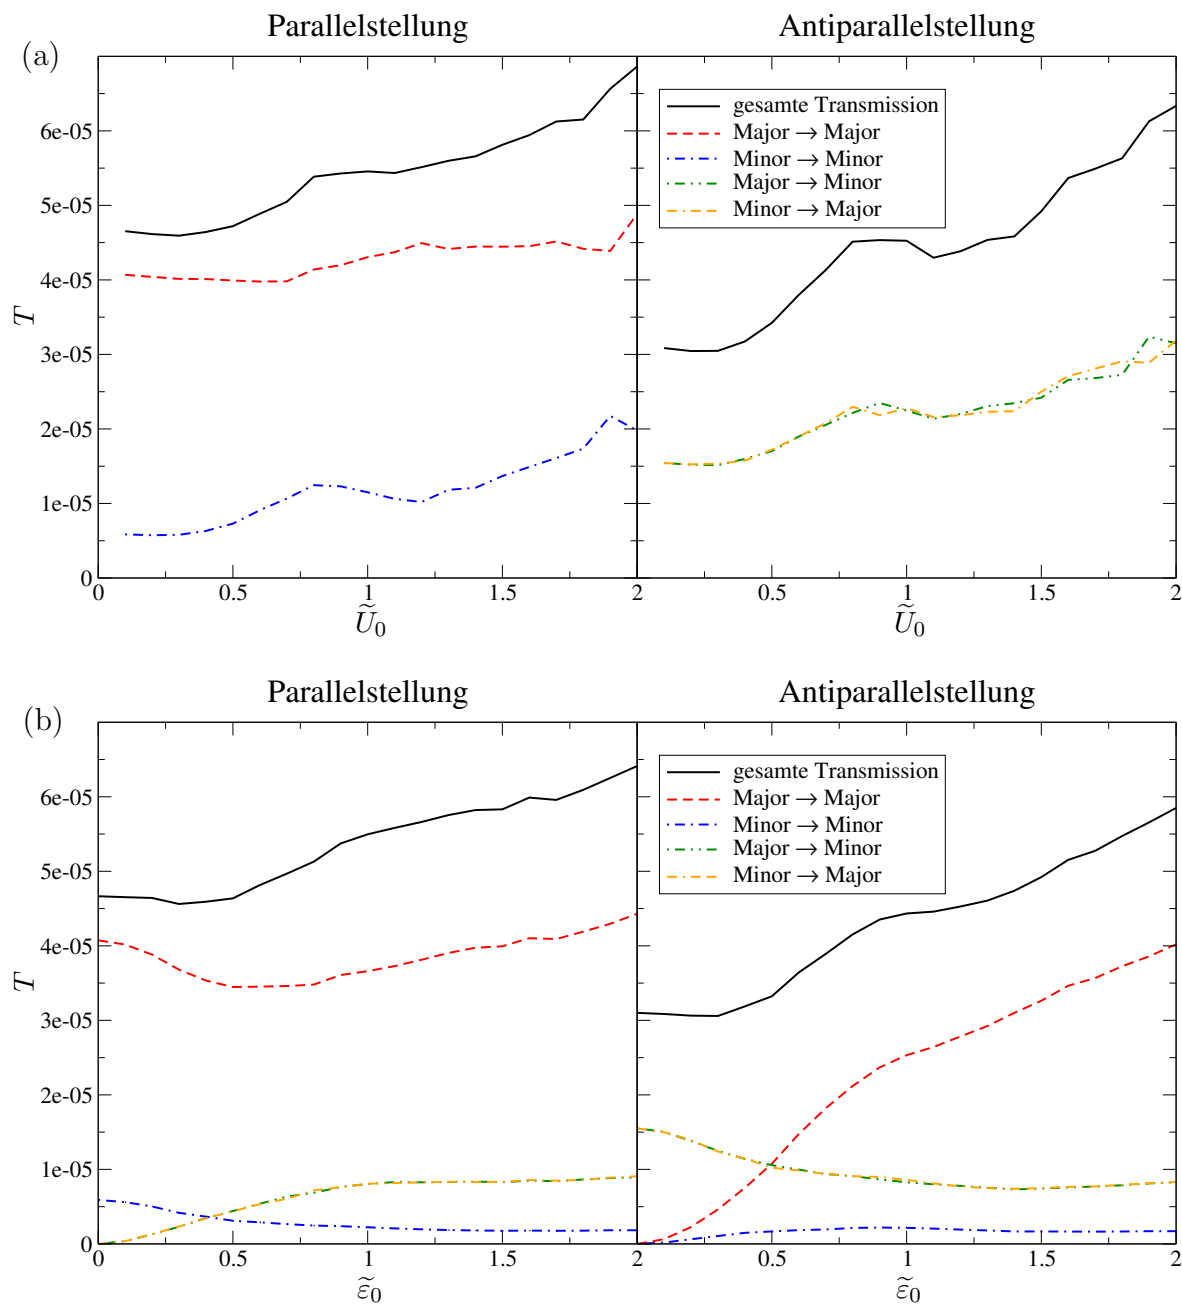 Parallelstellung Antiparallelstellung
(a)
gesamte Transmission
Major → Major
Minor → Minor
Major → Minor
Minor → Major
6e-05
5e-05
4e-05
3e-05
2e-05
1e-05
0
T
0 0.5 1 1.5 2 0.5 1 1.5 2
Ũ₀ Ũ₀
Parallelstellung Antiparallelstellung
(b)
gesamte Transmission
Major → Major
Minor → Minor
Major → Minor
Minor → Major
6e-05
5e-05
4e-05
3e-05
2e-05
1e-05
0
T
0 0.5 1 1.5 2 0.5 1 1.5 2
ε̃₀ ε̃₀